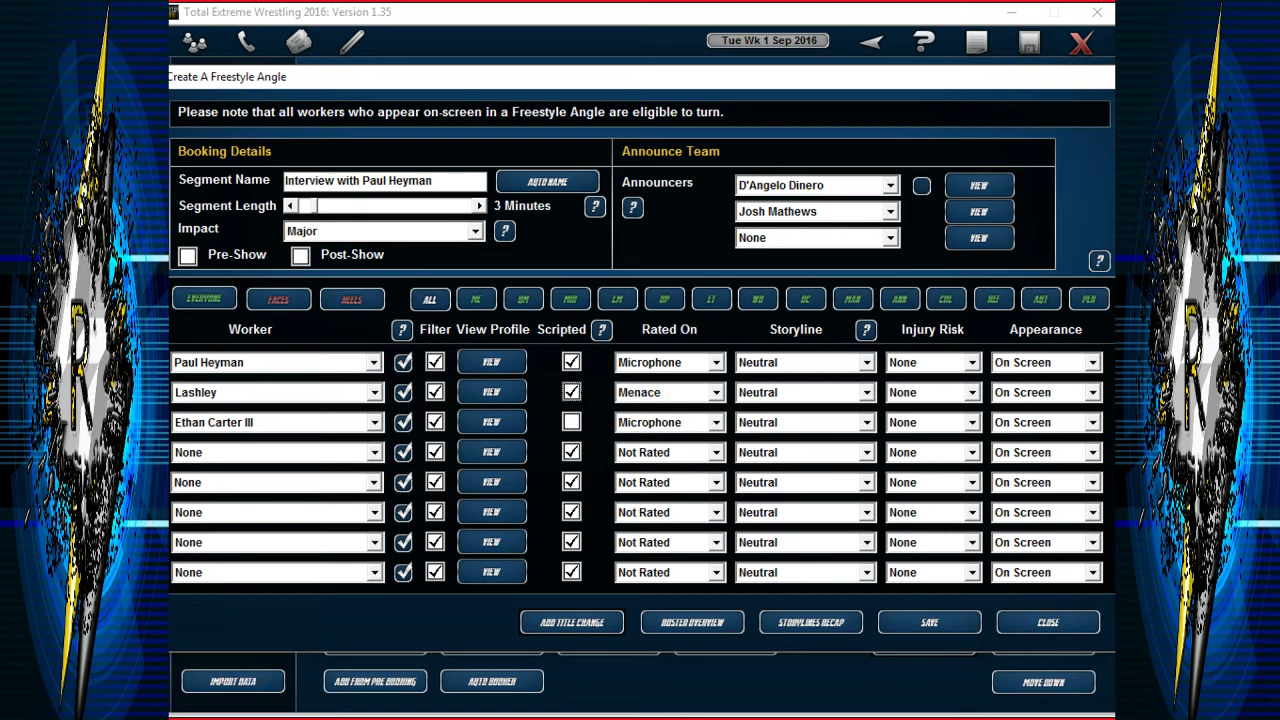 Total Extreme Wrestling 2016: Version 1.35
Tue Wk 1 Sep 2016
Create A Freestyle Angle
Please note that all workers who appear on-screen in a Freestyle Angle are eligible to turn.
Booking Details Announce Team
Segment Name Interview with Paul Heyman AUTO NAME Announcers D'Angelo Dinero VIEW
Segment Length 3 Minutes ? ? Josh Mathews VIEW
Impact Major ? None VIEW
Pre-Show Post-Show ?
EVERYONE FACES HEELS ALL ME UM MID LM OP ET WR OC MAN ANN COL REF AUT PER
Worker ? Filter View Profile Scripted ? Rated On Storyline ? Injury Risk Appearance
Paul Heyman VIEW Microphone Neutral None On Screen
Lashley VIEW Menace Neutral None On Screen
Ethan Carter III VIEW Microphone Neutral None On Screen
None VIEW Not Rated Neutral None On Screen
None VIEW Not Rated Neutral None On Screen
None VIEW Not Rated Neutral None On Screen
None VIEW Not Rated Neutral None On Screen
None VIEW Not Rated Neutral None On Screen
ADD TITLE CHANGE ROSTER OVERVIEW STORYLINES RECAP SAVE CLOSE
IMPORT DATA ADD FROM PRE BOOKING AUTO BOOKER MOVE DOWN